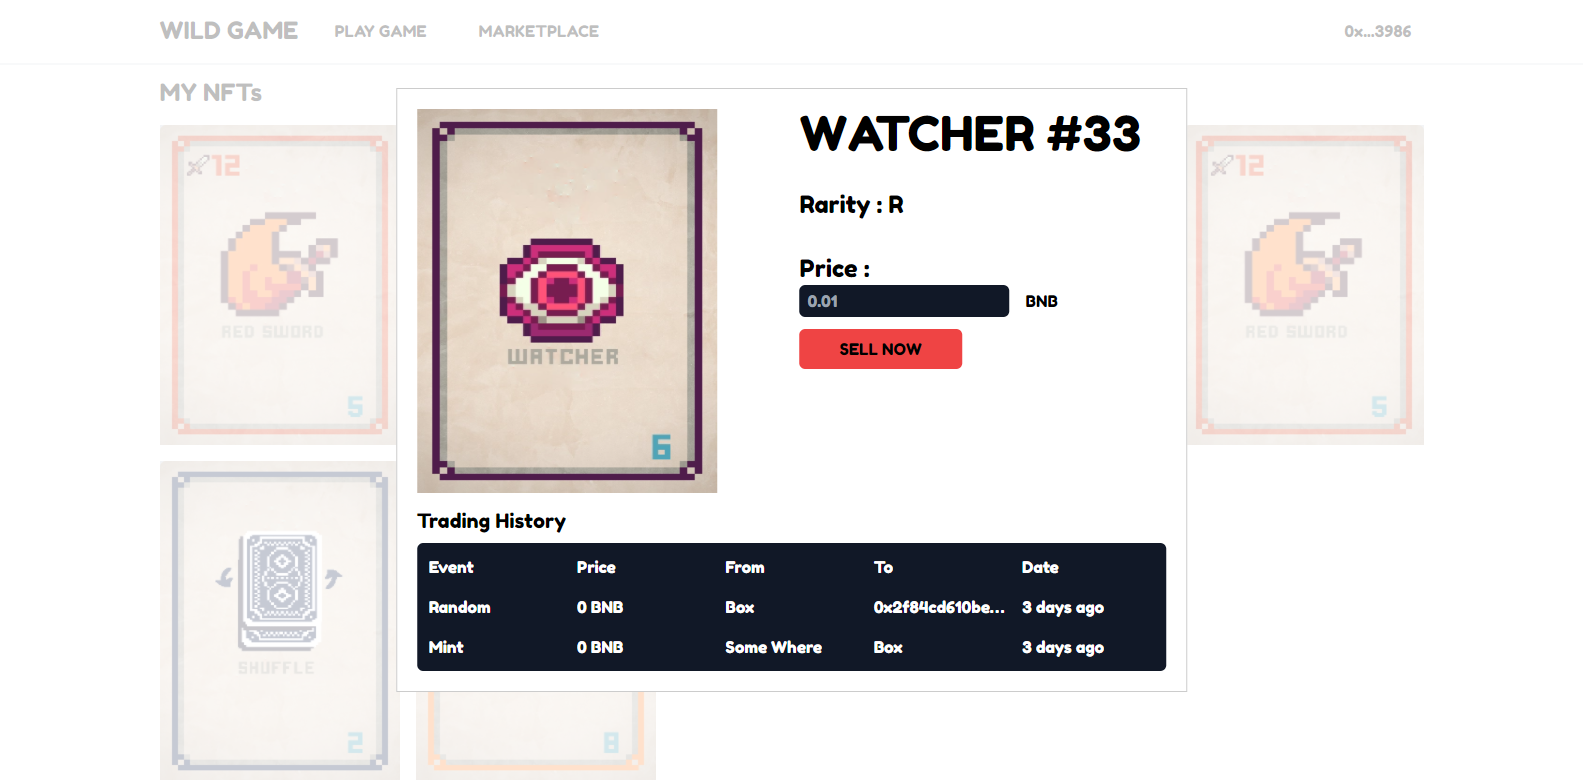 WILD GAME PLAY GAME MARKETPLACE 0x...3986
MY NFTs
12
RED SWORD
5
SHUFFLE
2
8
12
RED SWORD
5
WATCHER
6
WATCHER #33
Rarity : R
Price :
0.01 BNB
SELL NOW
Trading History
Event Price From To Date
Random 0 BNB Box 0x2f84cd610be... 3 days ago
Mint 0 BNB Some Where Box 3 days ago